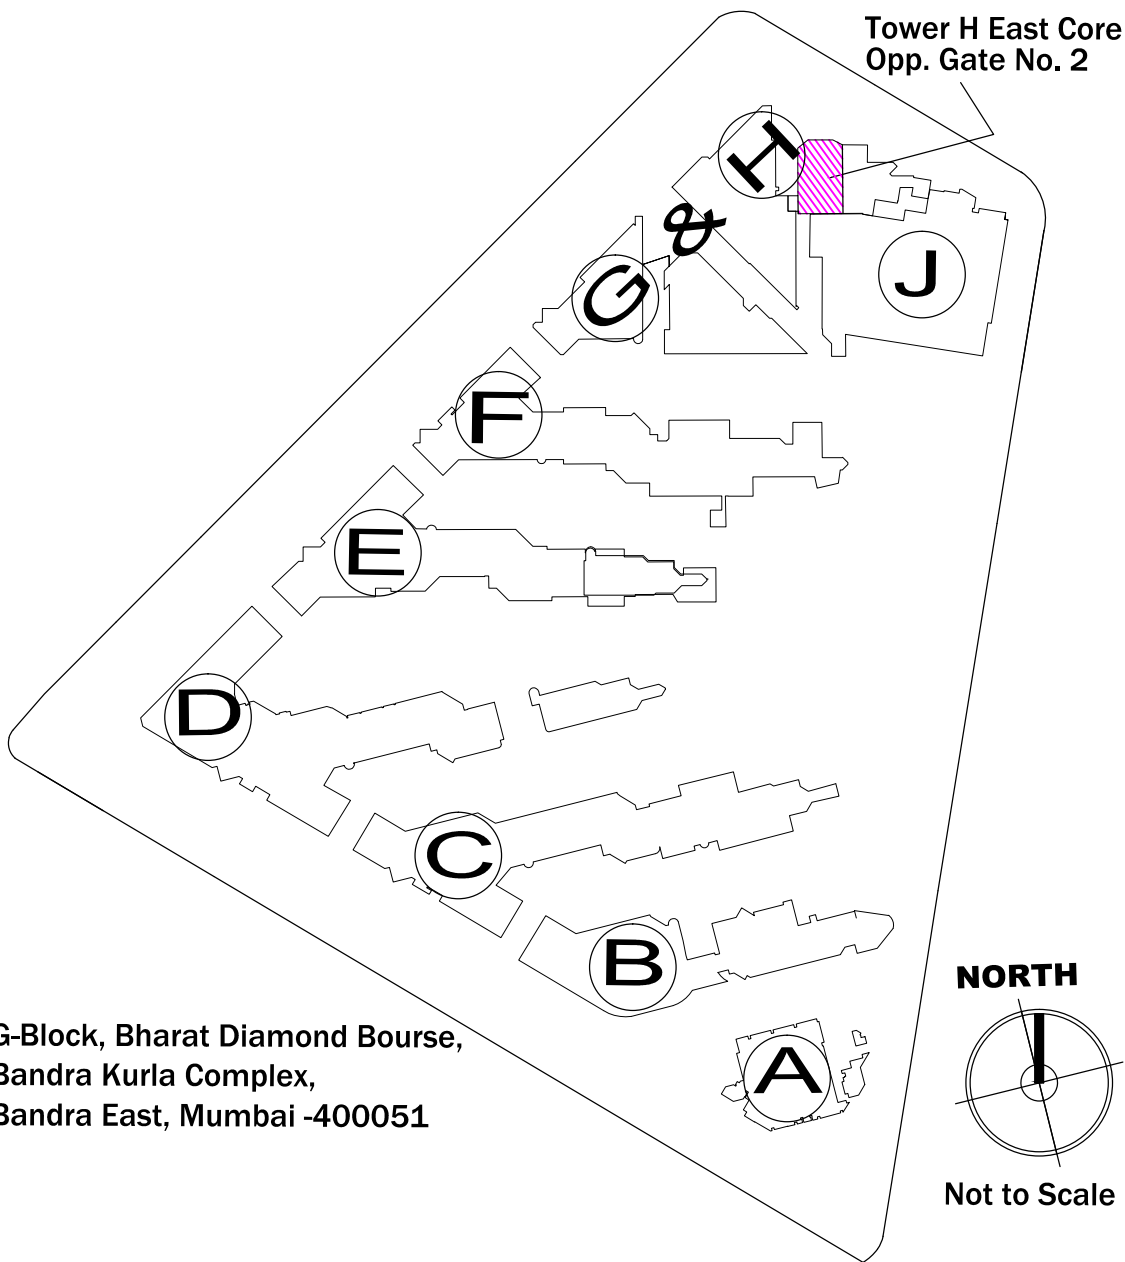 Tower H East Core
Opp. Gate No. 2
H
&
G
J
F
E
D
C
B
A
NORTH
Not to Scale
G-Block, Bharat Diamond Bourse,
Bandra Kurla Complex,
Bandra East, Mumbai -400051